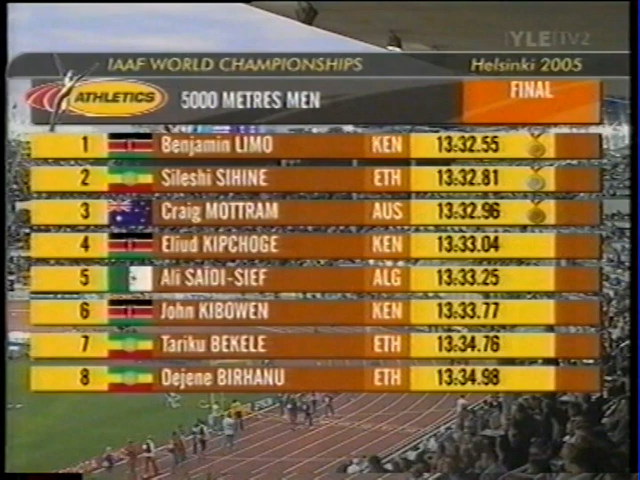 YLE TV2
IAAF WORLD CHAMPIONSHIPS Helsinki 2005
ATHLETICS 5000 METRES MEN FINAL
1 Benjamin LIMO KEN 13:32.55
2 Sileshi SIHINE ETH 13:32.81
3 Craig MOTTRAM AUS 13:32.96
4 Eliud KIPCHOGE KEN 13:33.04
5 Ali SAÏDI-SIEF ALG 13:33.25
6 John KIBOWEN KEN 13:33.77
7 Tariku BEKELE ETH 13:34.76
8 Dejene BIRHANU ETH 13:34.98